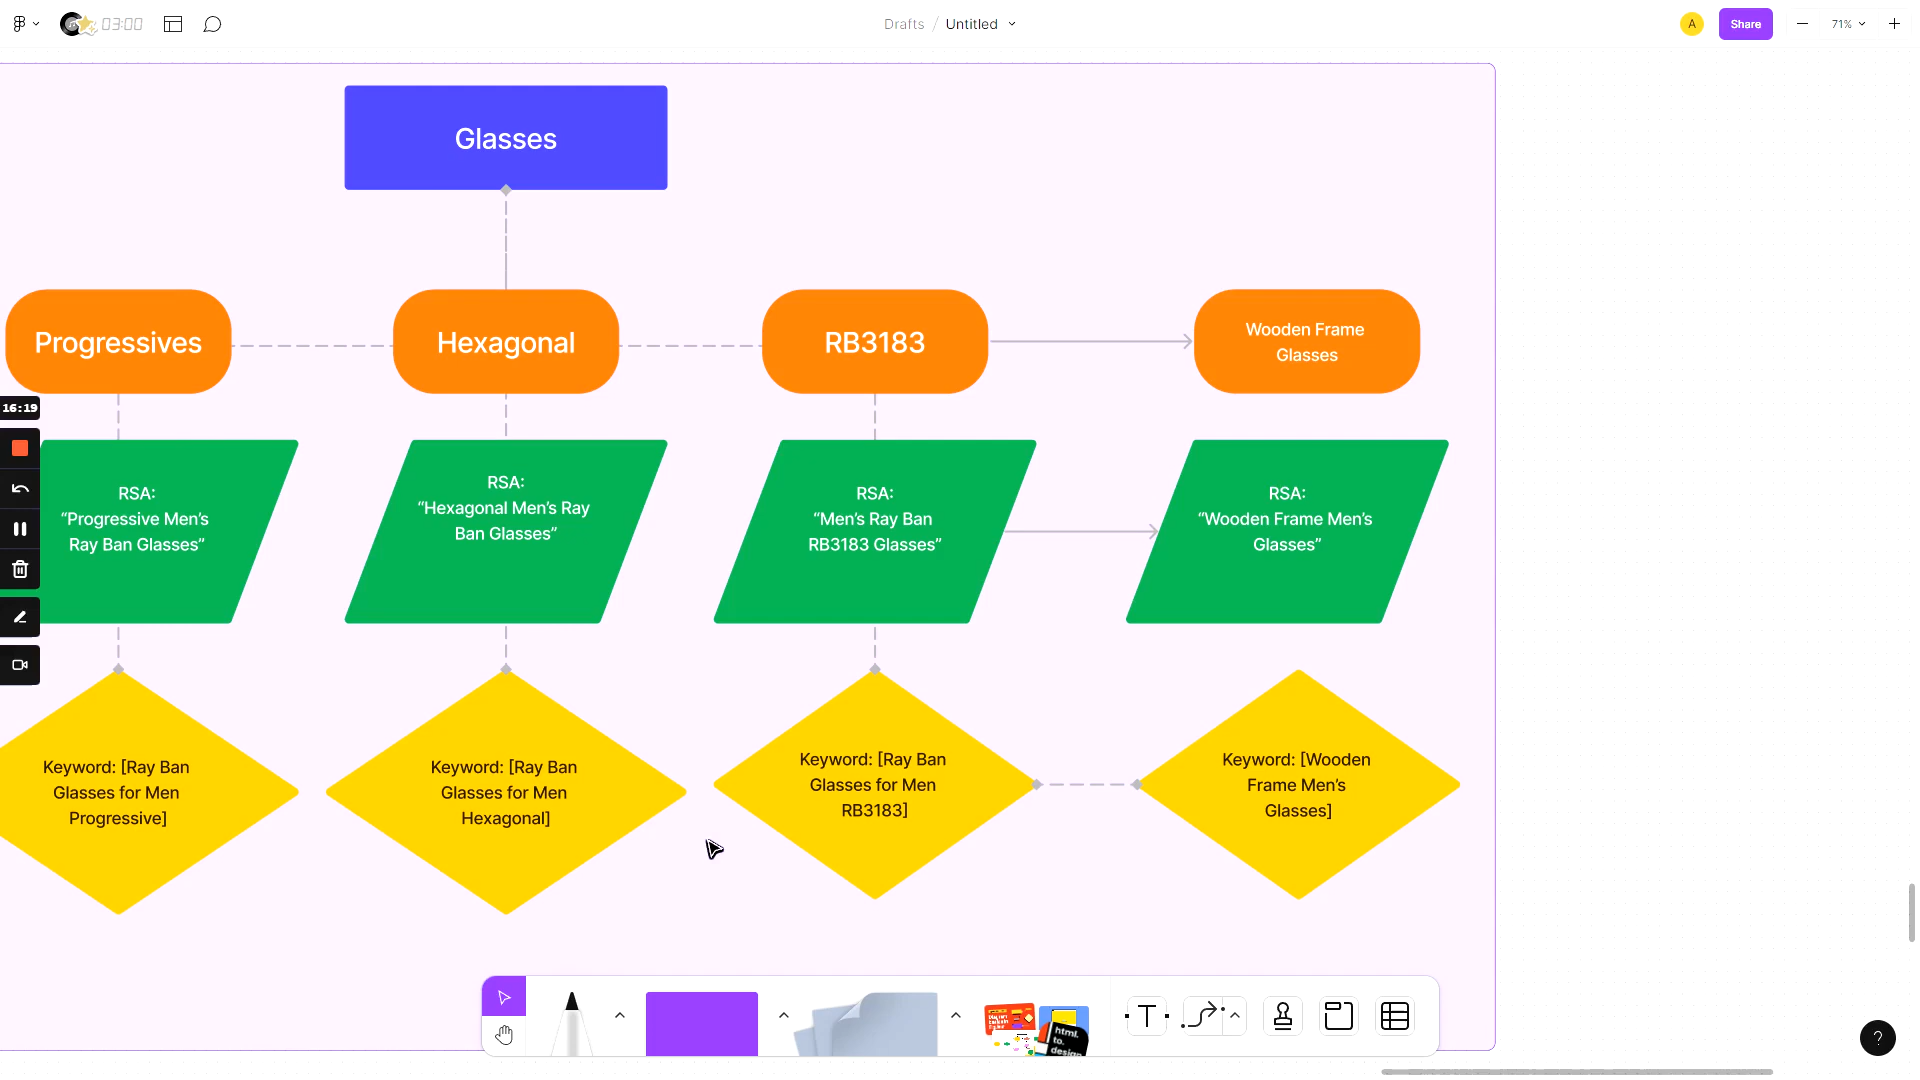 03:00
Drafts / Untitled
A
Share
71%
Glasses
Progressives
Hexagonal
RB3183
Wooden Frame
Glasses
16:19
RSA:
“Progressive Men’s
Ray Ban Glasses”
RSA:
“Hexagonal Men’s Ray
Ban Glasses”
RSA:
“Men’s Ray Ban
RB3183 Glasses”
RSA:
“Wooden Frame Men’s
Glasses”
Keyword: [Ray Ban
Glasses for Men
Progressive]
Keyword: [Ray Ban
Glasses for Men
Hexagonal]
Keyword: [Ray Ban
Glasses for Men
RB3183]
Keyword: [Wooden
Frame Men’s
Glasses]
T
html.
to.
design
?